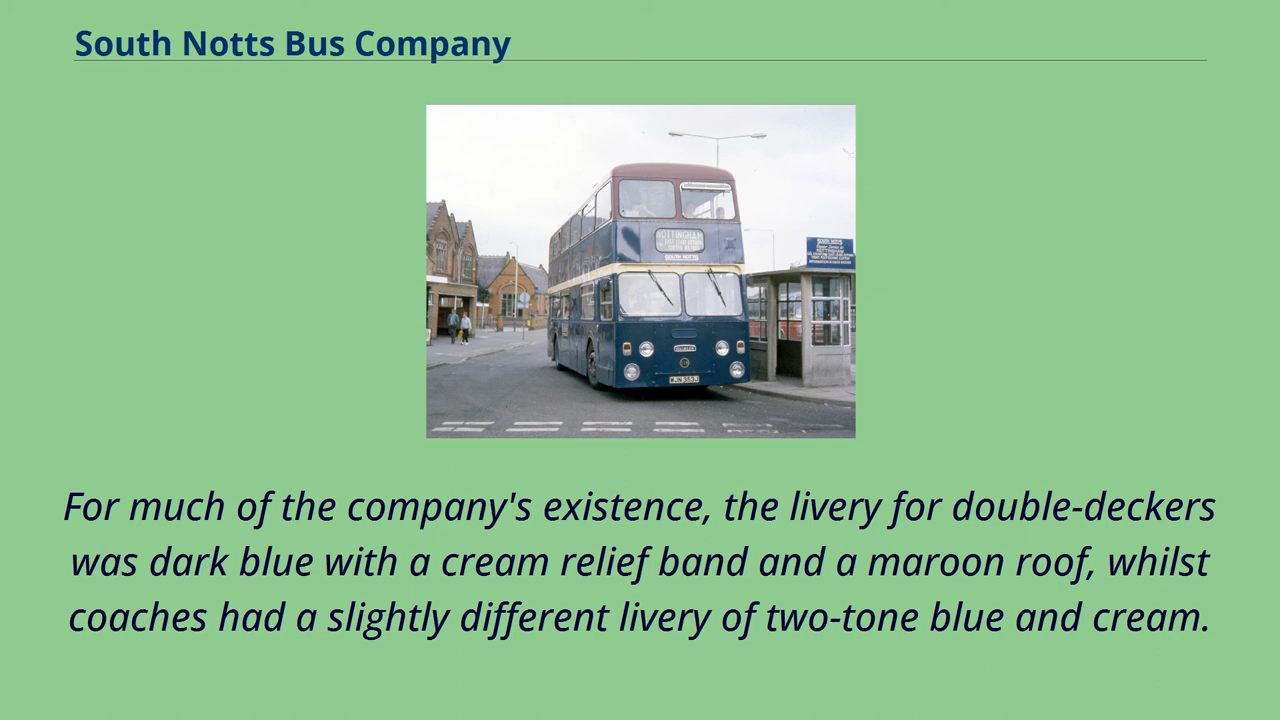 South Notts Bus Company
NOTTINGHAM
SOUTH NOTTS
SOUTH NOTTS
For much of the company's existence, the livery for double-deckers
was dark blue with a cream relief band and a maroon roof, whilst
coaches had a slightly different livery of two-tone blue and cream.